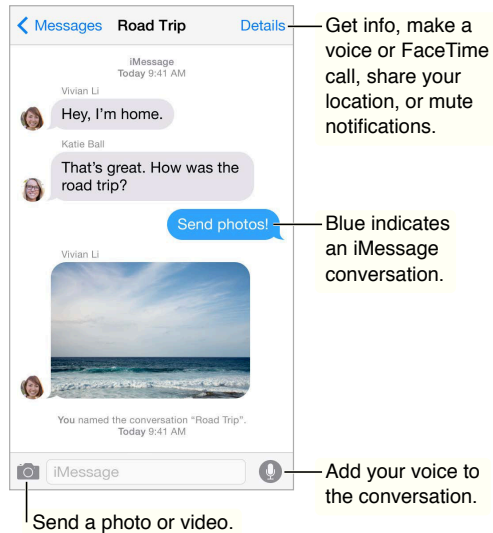 Messages Road Trip Details
Get info, make a
voice or FaceTime
call, share your
location, or mute
notifications.
iMessage
Today 9:41 AM
Vivian Li
Hey, I'm home.
Katie Ball
That's great. How was the
road trip?
Send photos!
Blue indicates
an iMessage
conversation.
Vivian Li
You named the conversation “Road Trip”.
Today 9:41 AM
iMessage
Add your voice to
the conversation.
Send a photo or video.